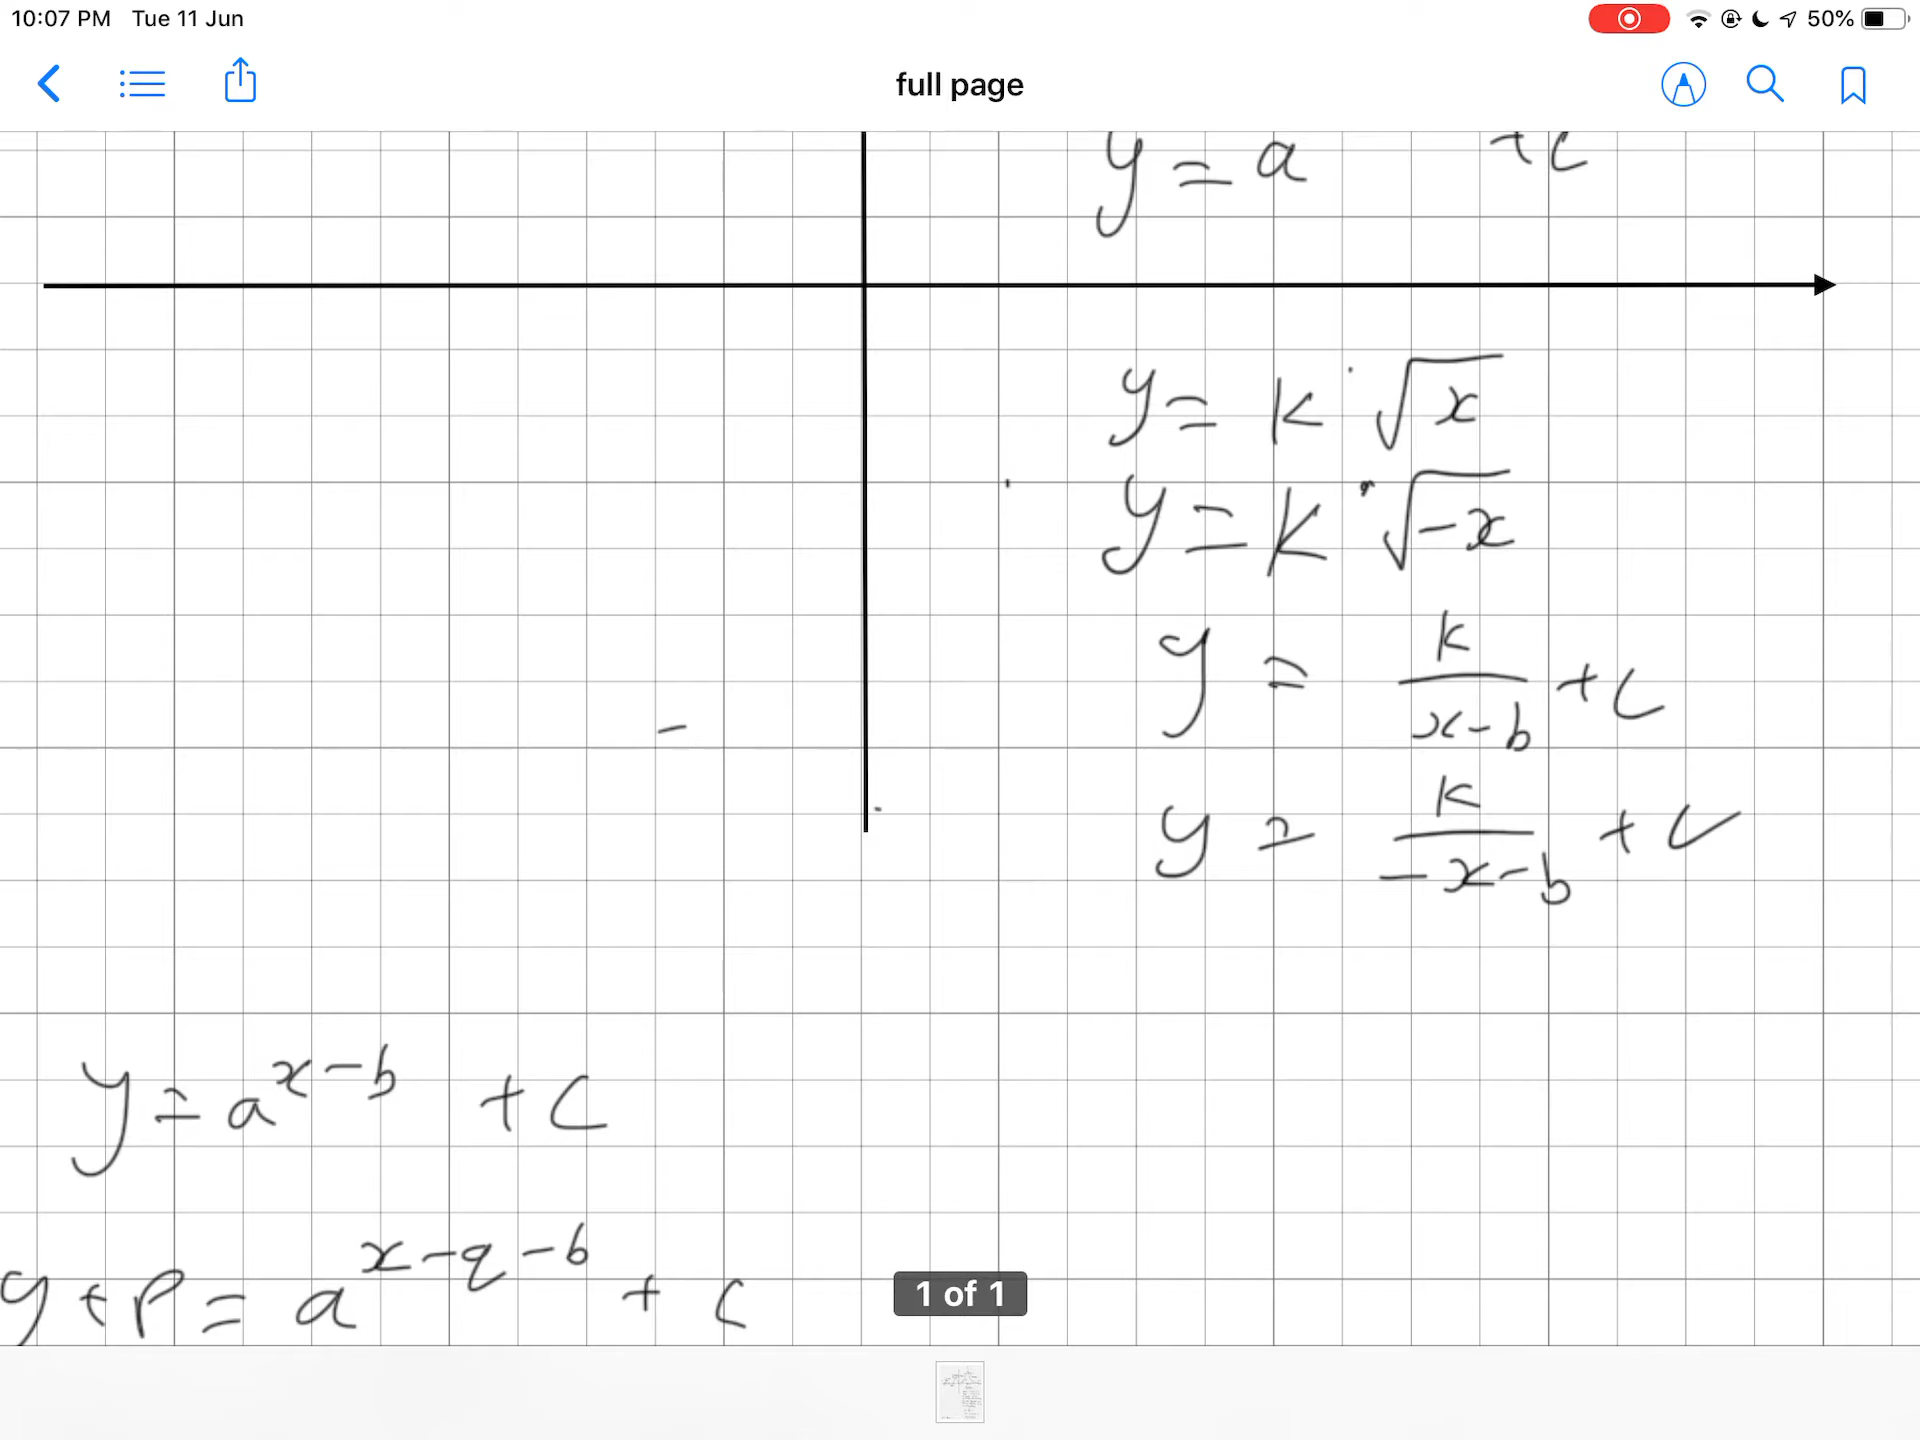 10:07 PM Tue 11 Jun 50%
full page
y = a +c
y = k √x
y = k √-x
y = k/(x-b) + c
y = k/(-x-b) + c
y = a^(x-b) + c
y + p = a^(x-q-b) + c
1 of 1